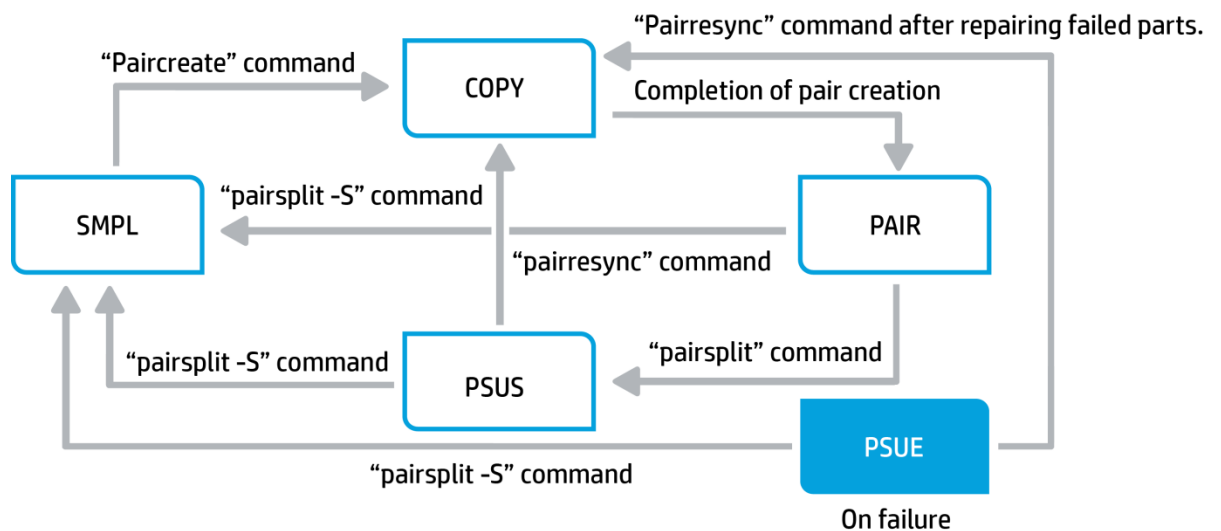 “Pairresync” command after repairing failed parts.
“Paircreate” command
COPY
Completion of pair creation
“pairsplit -S” command
SMPL
PAIR
“pairresync” command
“pairsplit -S” command
“pairsplit” command
PSUS
PSUE
“pairsplit -S” command
On failure